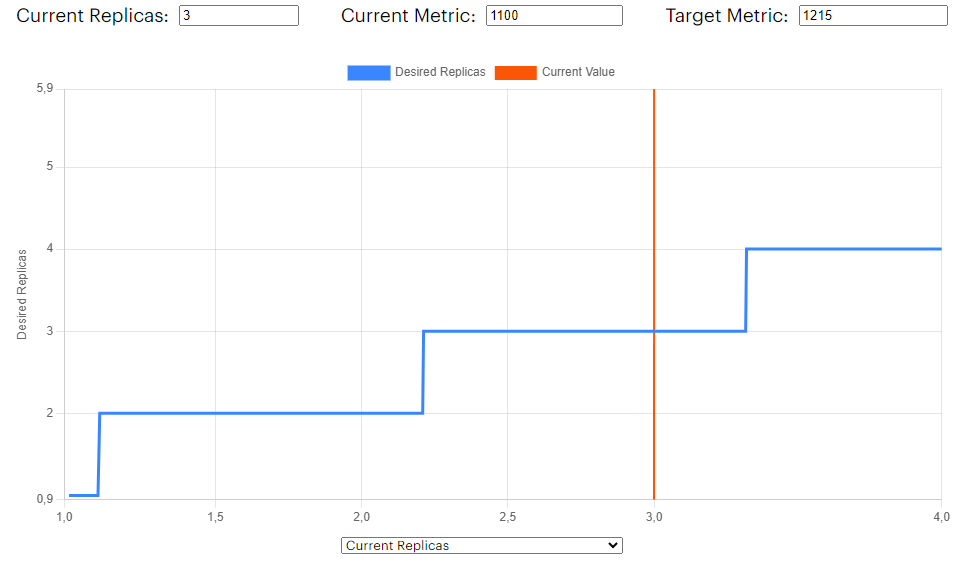 Current Replicas: 3 Current Metric: 1100 Target Metric: 1215
Desired Replicas Current Value
5,9
5
4
Desired Replicas
3
2
0,9
1,0 1,5 2,0 2,5 3,0 4,0
Current Replicas